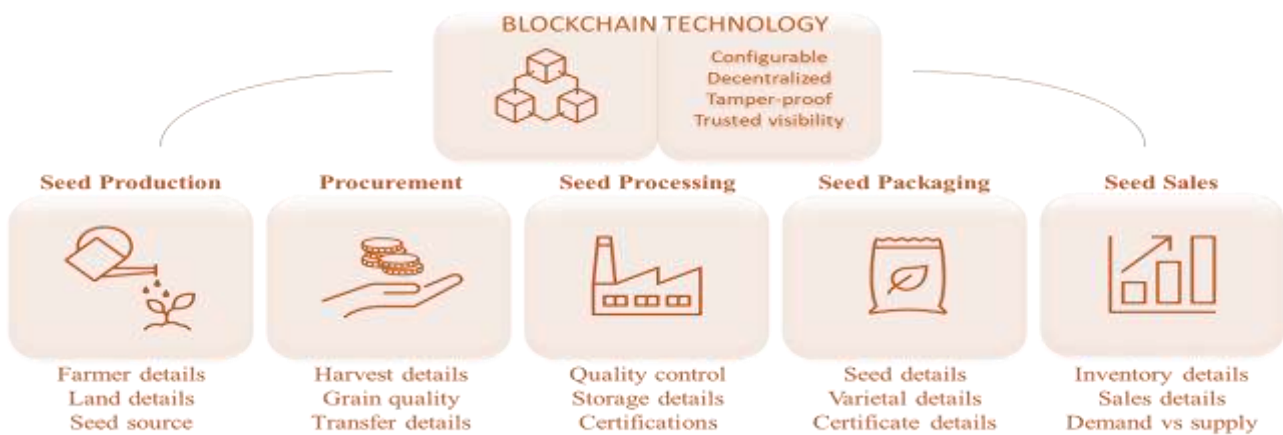 BLOCKCHAIN TECHNOLOGY
Configurable
Decentralized
Tamper-proof
Trusted visibility
Seed Production
Farmer details
Land details
Seed source
Procurement
Harvest details
Grain quality
Transfer details
Seed Processing
Quality control
Storage details
Certifications
Seed Packaging
Seed details
Varietal details
Certificate details
Seed Sales
Inventory details
Sales details
Demand vs supply